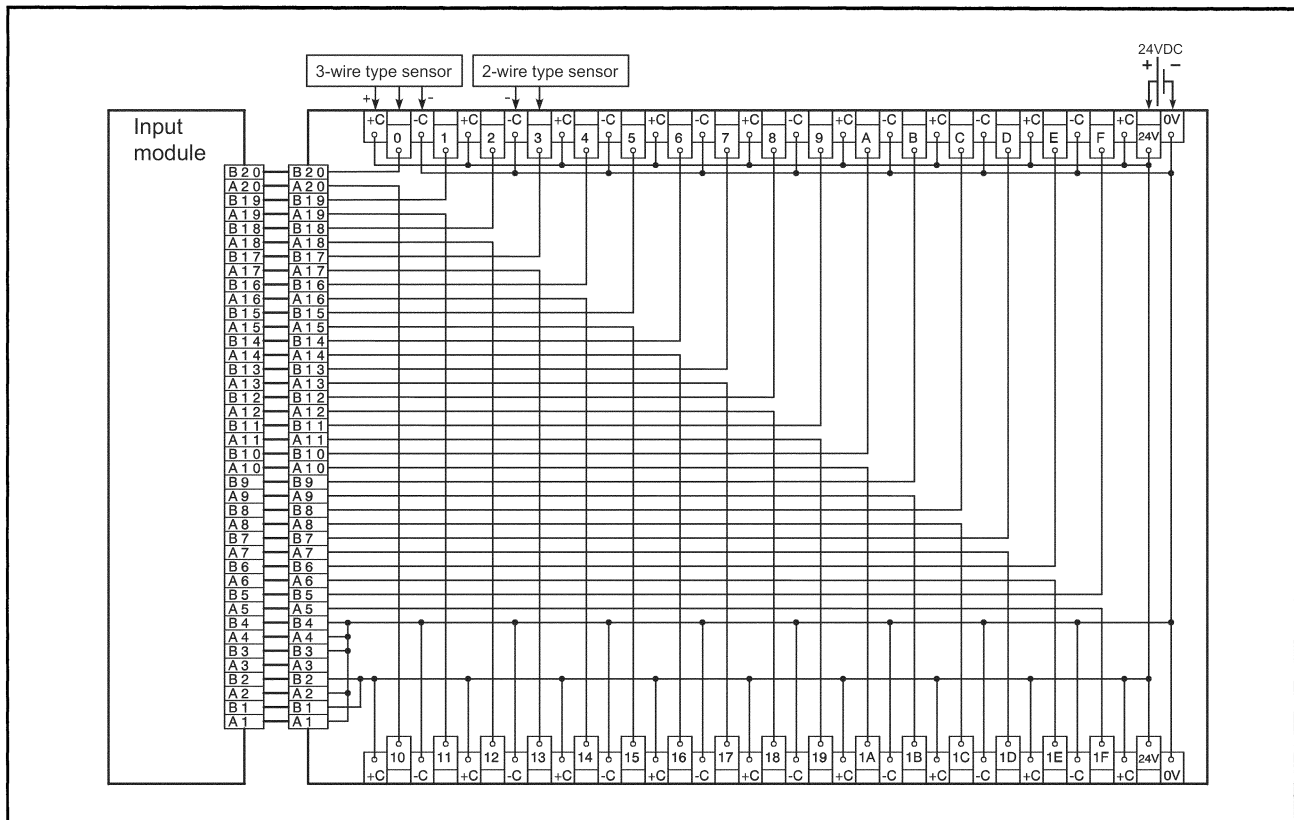 24VDC
+ −
3-wire type sensor 2-wire type sensor
+ - -
Input
module
+C -C +C -C +C -C +C -C +C -C +C -C +C -C +C -C +C 0V
0 1 2 3 4 5 6 7 8 9 A B C D E F 24V
B20 B20
A20 A20
B19 B19
A19 A19
B18 B18
A18 A18
B17 B17
A17 A17
B16 B16
A16 A16
B15 B15
A15 A15
B14 B14
A14 A14
B13 B13
A13 A13
B12 B12
A12 A12
B11 B11
A11 A11
B10 B10
A10 A10
B9 B9
A9 A9
B8 B8
A8 A8
B7 B7
A7 A7
B6 B6
A6 A6
B5 B5
A5 A5
B4 B4
A4 A4
B3 B3
A3 A3
B2 B2
A2 A2
B1 B1
A1 A1
10 11 12 13 14 15 16 17 18 19 1A 1B 1C 1D 1E 1F 24V
+C -C +C -C +C -C +C -C +C -C +C -C +C -C +C -C +C 0V